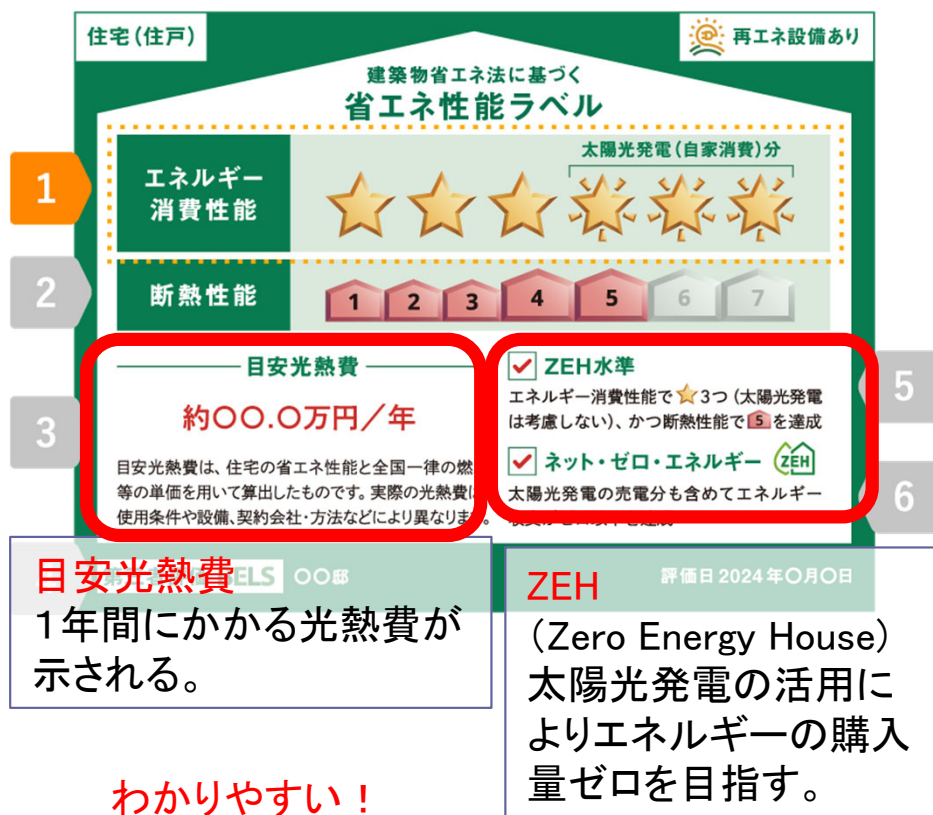 住宅(住戸)
再エネ設備あり
建築物省エネ法に基づく
省エネ性能ラベル
太陽光発電(自家消費)分
1
エネルギー
消費性能
2
断熱性能
1 2 3 4 5 6 7
3
目安光熱費
約〇〇.〇万円/年
目安光熱費は、住宅の省エネ性能と全国一律の燃
等の単価を用いて算出したものです。実際の光熱費
使用条件や設備、契約会社・方法などにより異なります。
ZEH水準
エネルギー消費性能で☆3つ(太陽光発電
は考慮しない)、かつ断熱性能で5を達成
5
ネット・ゼロ・エネルギー ZEH
太陽光発電の売電分も含めてエネルギー
6
ELS 〇〇邸
評価日2024年〇月〇日
目安光熱費
1年間にかかる光熱費が
示される。
わかりやすい!
ZEH
(Zero Energy House)
太陽光発電の活用に
よりエネルギーの購入
量ゼロを目指す。